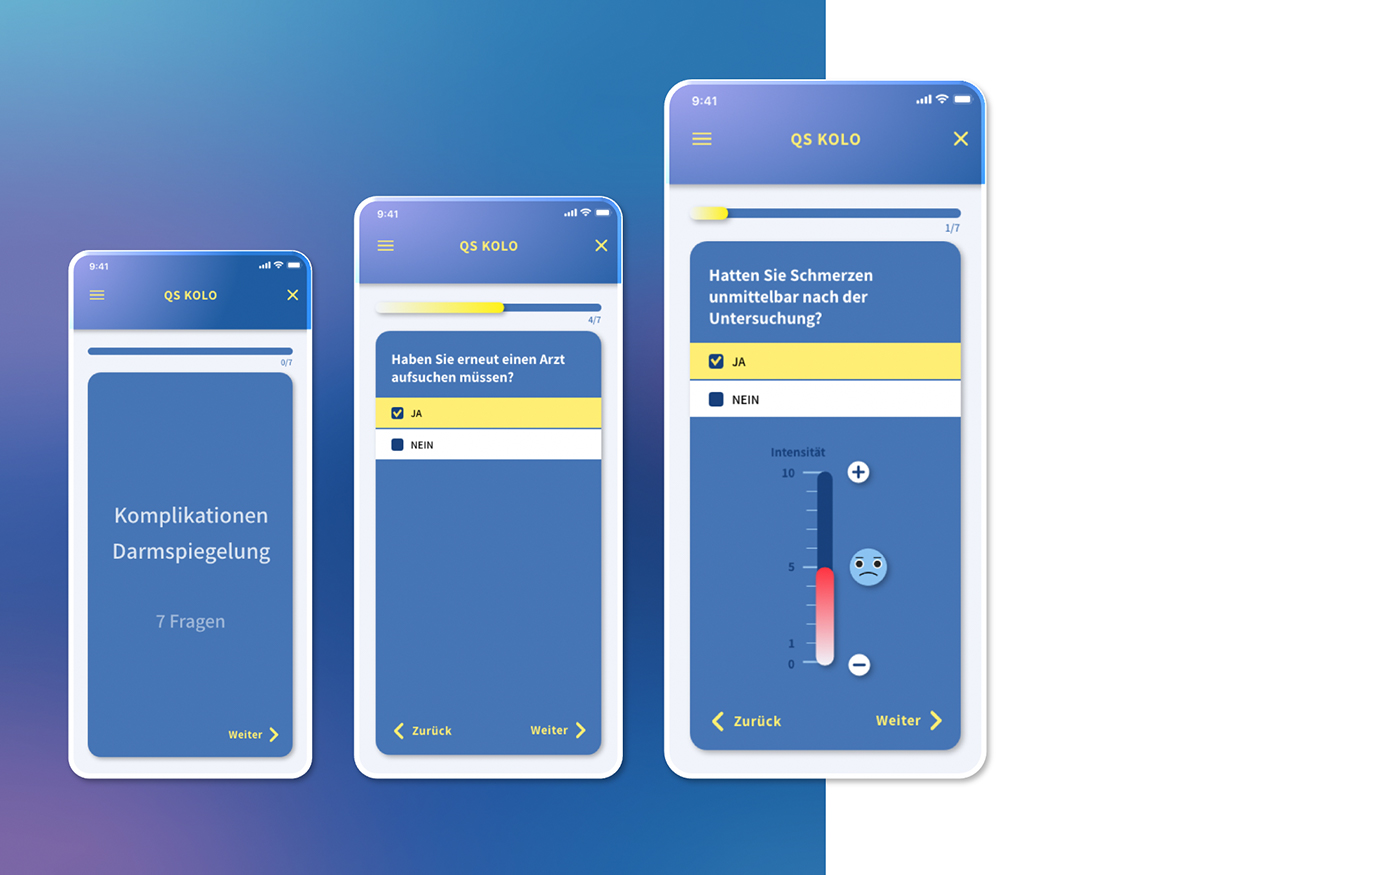 9:41
QS KOLO
0/7
Komplikationen
Darmspiegelung
7 Fragen
Weiter
9:41
QS KOLO
4/7
Haben Sie erneut einen Arzt
aufsuchen müssen?
JA
NEIN
Zurück
Weiter
9:41
QS KOLO
1/7
Hatten Sie Schmerzen
unmittelbar nach der
Untersuchung?
JA
NEIN
Intensität
10
5
1
0
Zurück
Weiter